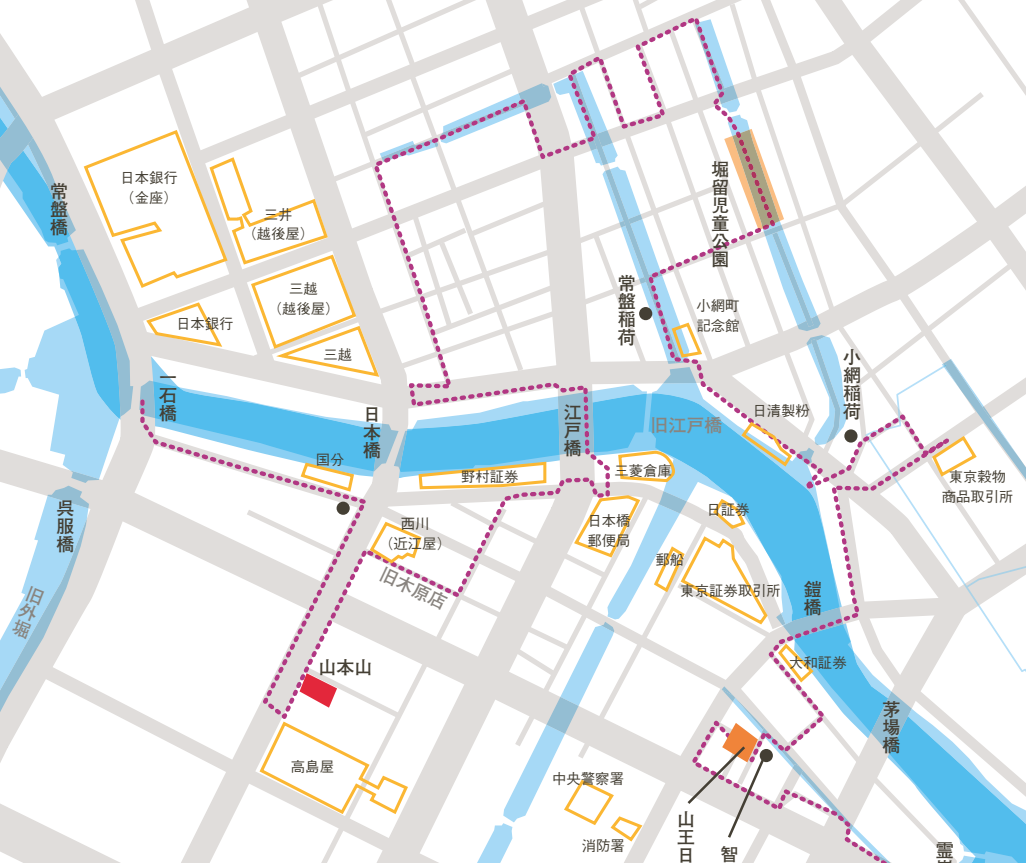 常盤橋
日本銀行
（金座）
三井
（越後屋）
三越
（越後屋）
日本銀行
三越
堀留児童公園
常盤稲荷
小網町
記念館
小網稲荷
一石橋
日本橋
江戸橋
旧江戸橋
日清製粉
国分
野村証券
三菱倉庫
東京穀物
商品取引所
呉服橋
西川
（近江屋）
日本橋
郵便局
日証券
郵船
東京証券取引所
鎧橋
旧木原店
旧外堀
山本山
大和証券
茅場橋
高島屋
中央警察署
消防署
山王日
智
霊